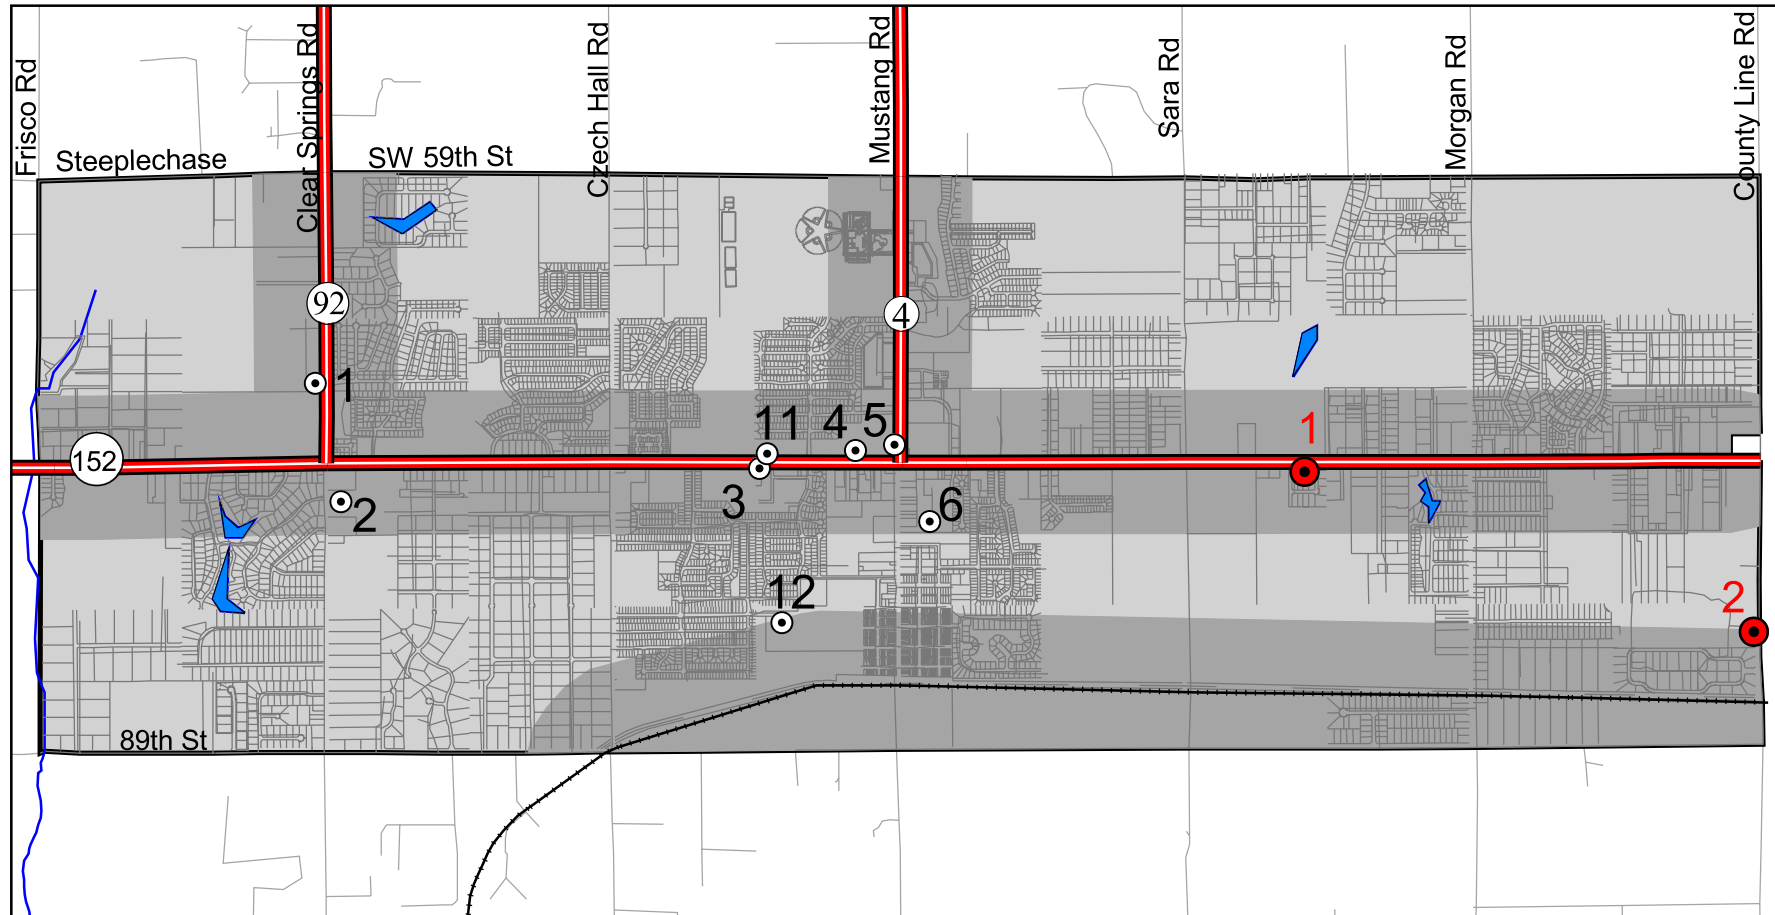 Frisco Rd
Clear Springs Rd
Czech Hall Rd
Mustang Rd
Sara Rd
Morgan Rd
County Line Rd
Steeplechase
SW 59th St
92
4
1
11
4
5
1
152
2
3
6
12
2
89th St